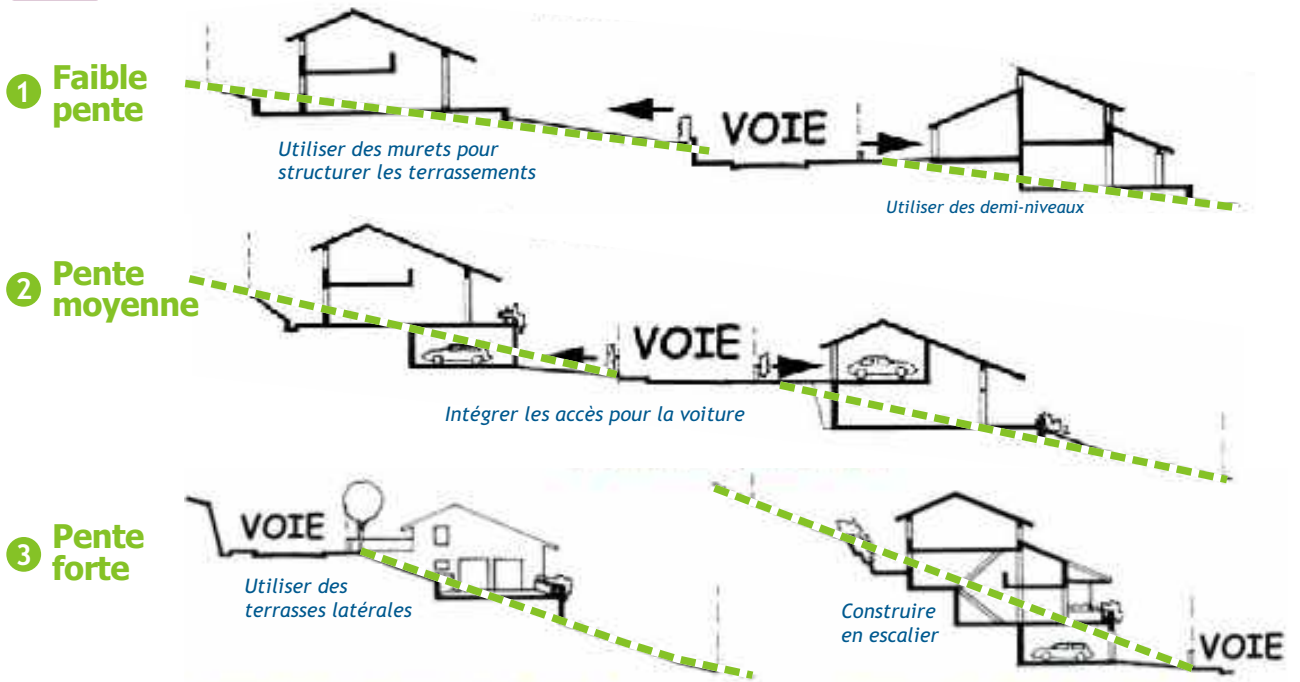 1 Faible
pente
VOIE
Utiliser des murets pour
structurer les terrassements
Utiliser des demi-niveaux
2 Pente
moyenne
VOIE
Intégrer les accès pour la voiture
3 Pente
forte
VOIE
Utiliser des
terrasses latérales
Construire
en escalier
VOIE